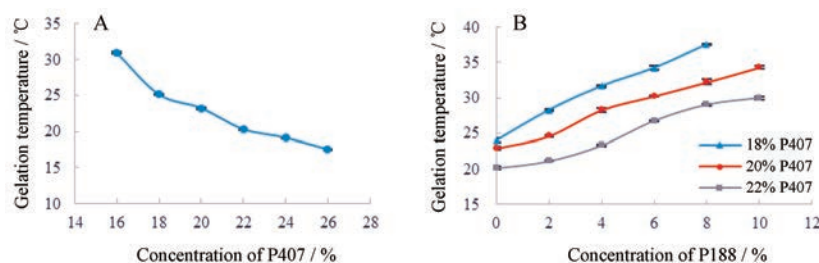 A
Gelation temperature / ℃
35
30
25
20
15
10
14 16 18 20 22 24 26 28
Concentration of P407 / %
B
Gelation temperature / ℃
40
35
30
25
20
15
0 2 4 6 8 10 12
Concentration of P188 / %
18% P407
20% P407
22% P407